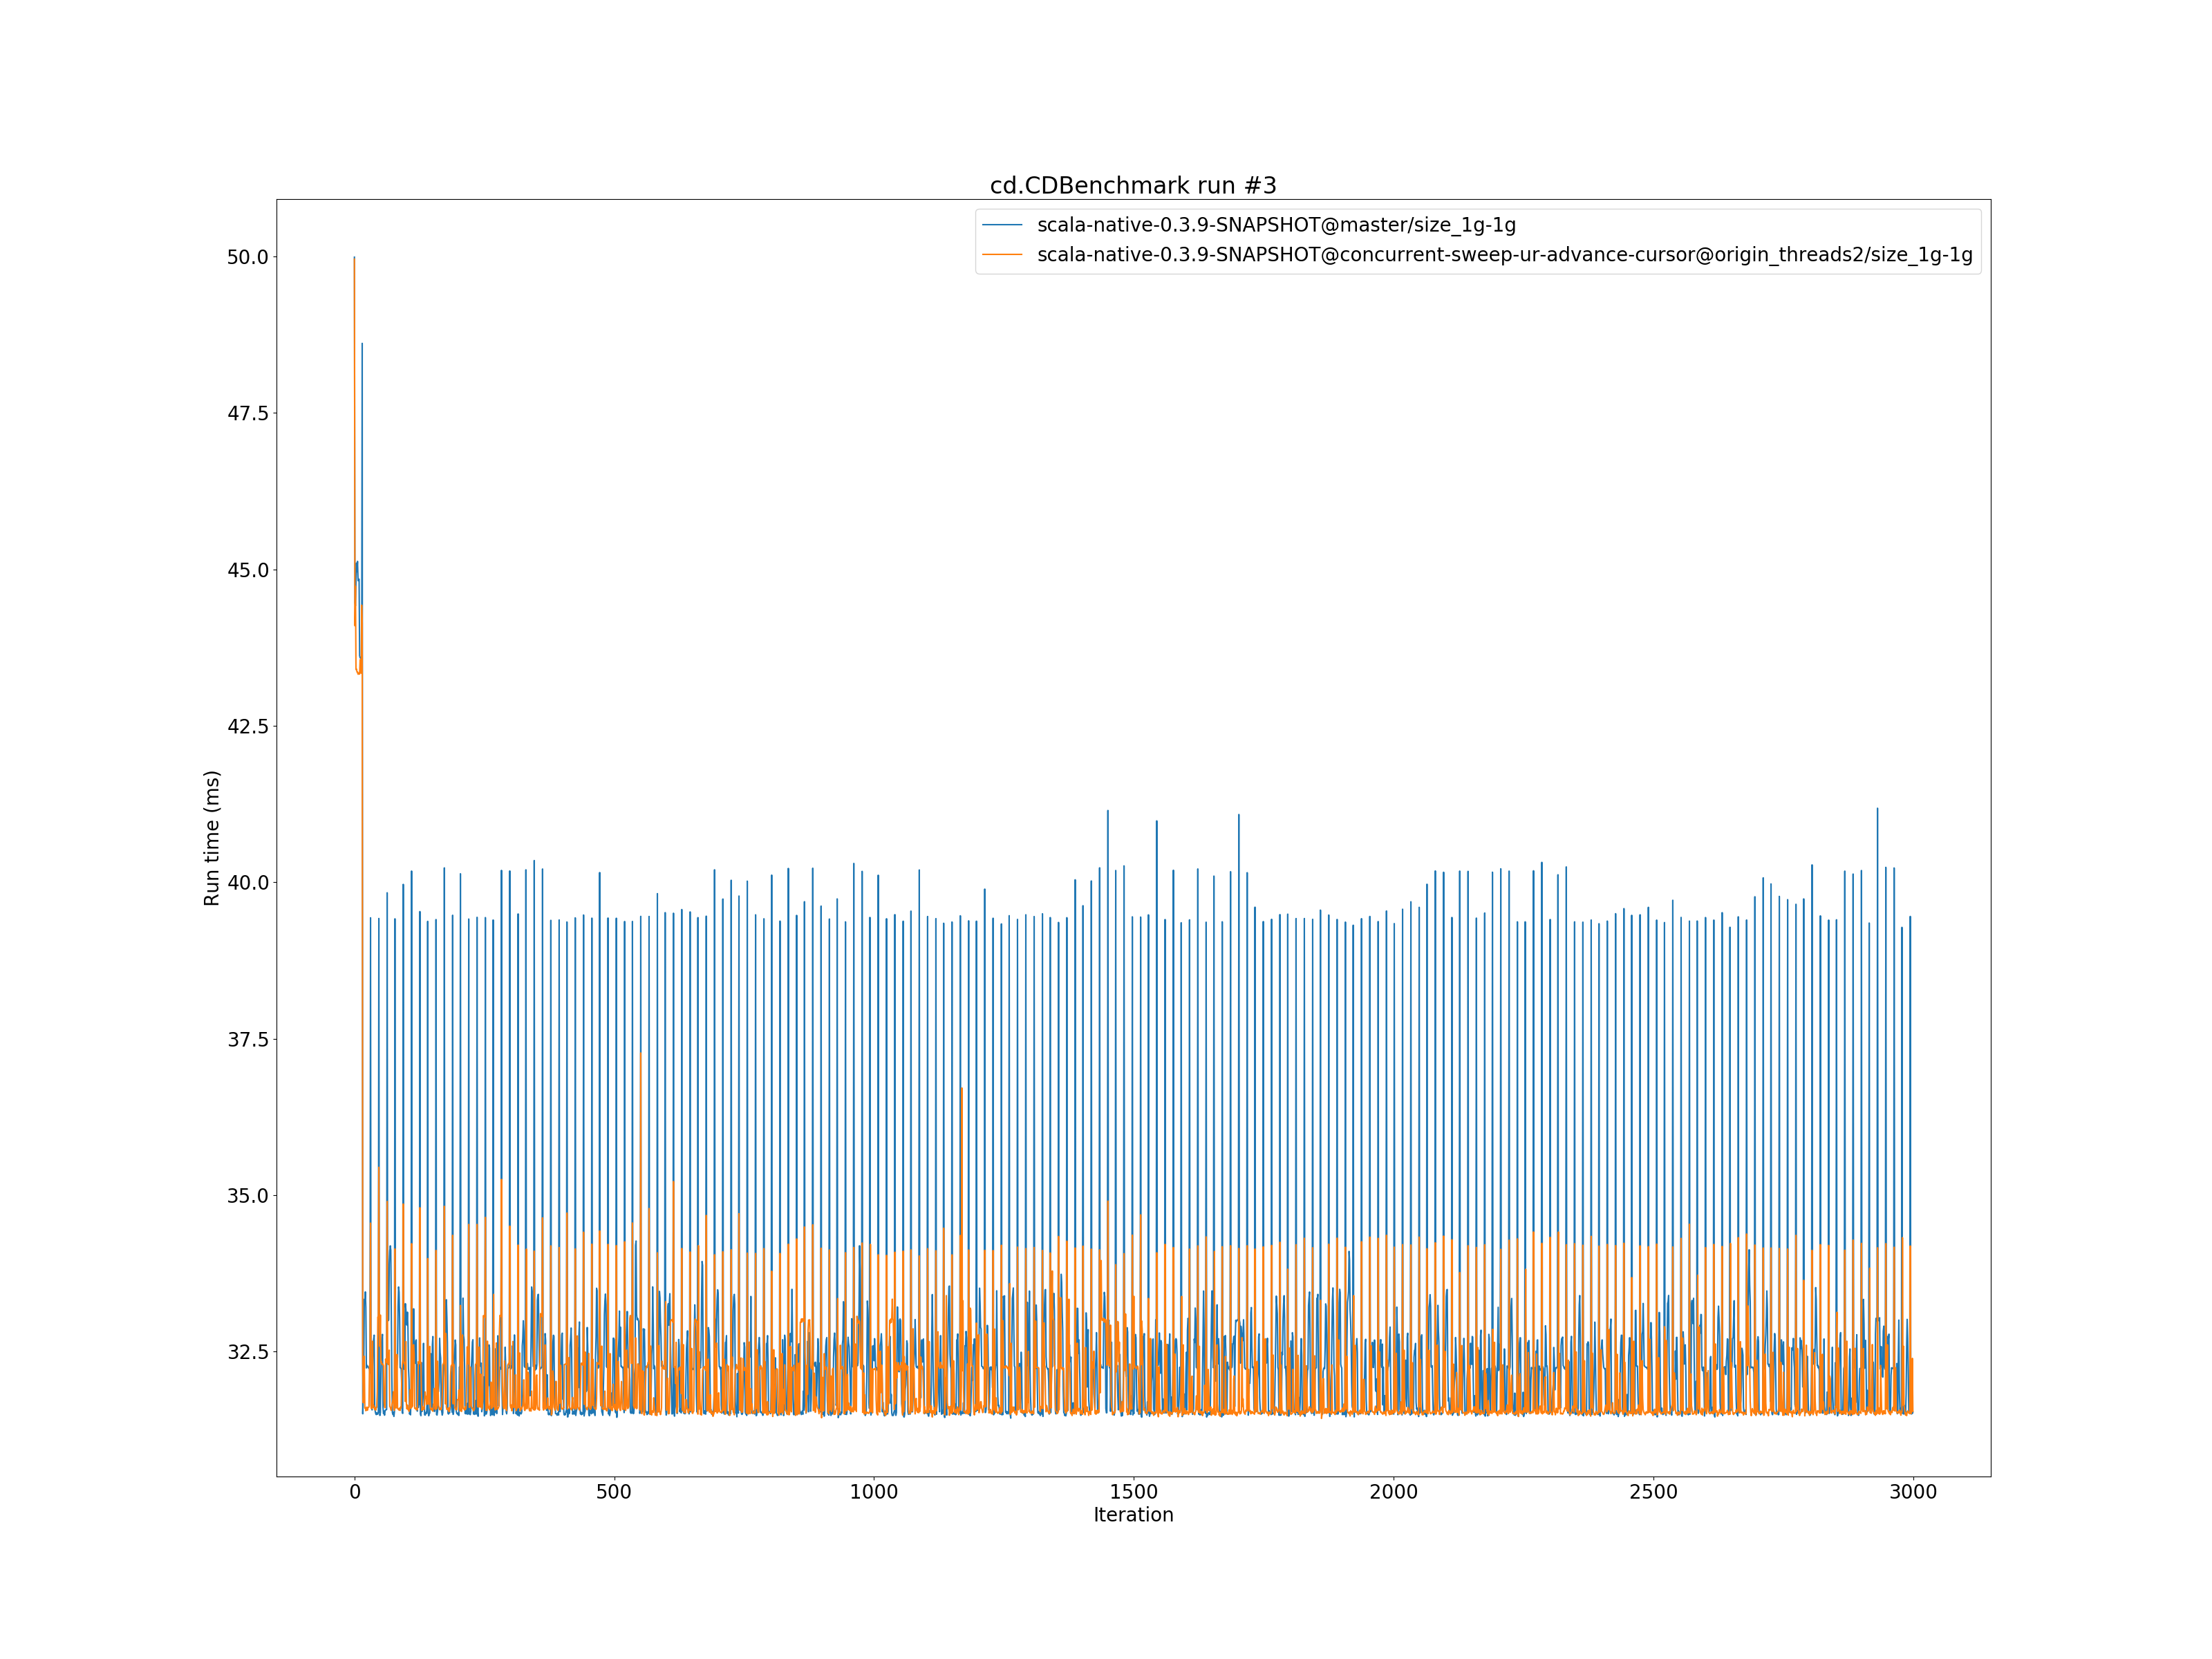 cd.CDBenchmark run #3
scala-native-0.3.9-SNAPSHOT@master/size_1g-1g
scala-native-0.3.9-SNAPSHOT@concurrent-sweep-ur-advance-cursor@origin_threads2/size_1g-1g
50.0
47.5
45.0
42.5
40.0
37.5
35.0
32.5
Run time (ms)
0 500 1000 1500 2000 2500 3000
Iteration